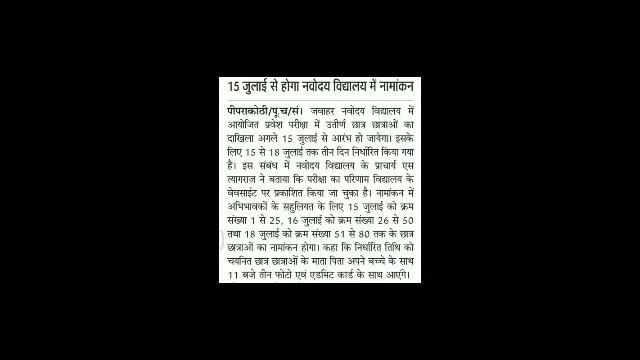 15 जुलाई से होगा नवोदय विद्यालय में नामांकन
पीपराकोठी/पू.च/सं। जवाहर नवोदय विद्यालय में
आयोजित प्रवेश परीक्षा में उतीर्ण छात्र छात्राओं का
दाखिला अगले 15 जुलाई से आरंभ हो जायेगा। इसके
लिए 15 से 18 जुलाई तक तीन दिन निर्धारित किया गया
है। इस संबंध में नवोदय विद्यालय के प्राचार्य एस
त्यागराज ने बताया कि परीक्षा का परिणाम विद्यालय के
वेवसाईट पर प्रकाशित किया जा चुका है। नामांकन में
अभिभावकों के सहुलियत के लिए 15 जुलाई को क्रम
संख्या 1 से 25, 16 जुलाई को क्रम संख्या 26 से 50
तथा 18 जुलाई को क्रम संख्या 51 से 80 तक के छात्र
छात्राओं का नामांकन होगा। कहा कि निर्धारित तिथि को
चयनित छात्र छात्राओं के माता पिता अपने बच्चे के साथ
11 बजे तीन फोटो एवं एडमिट कार्ड के साथ आएंगे।